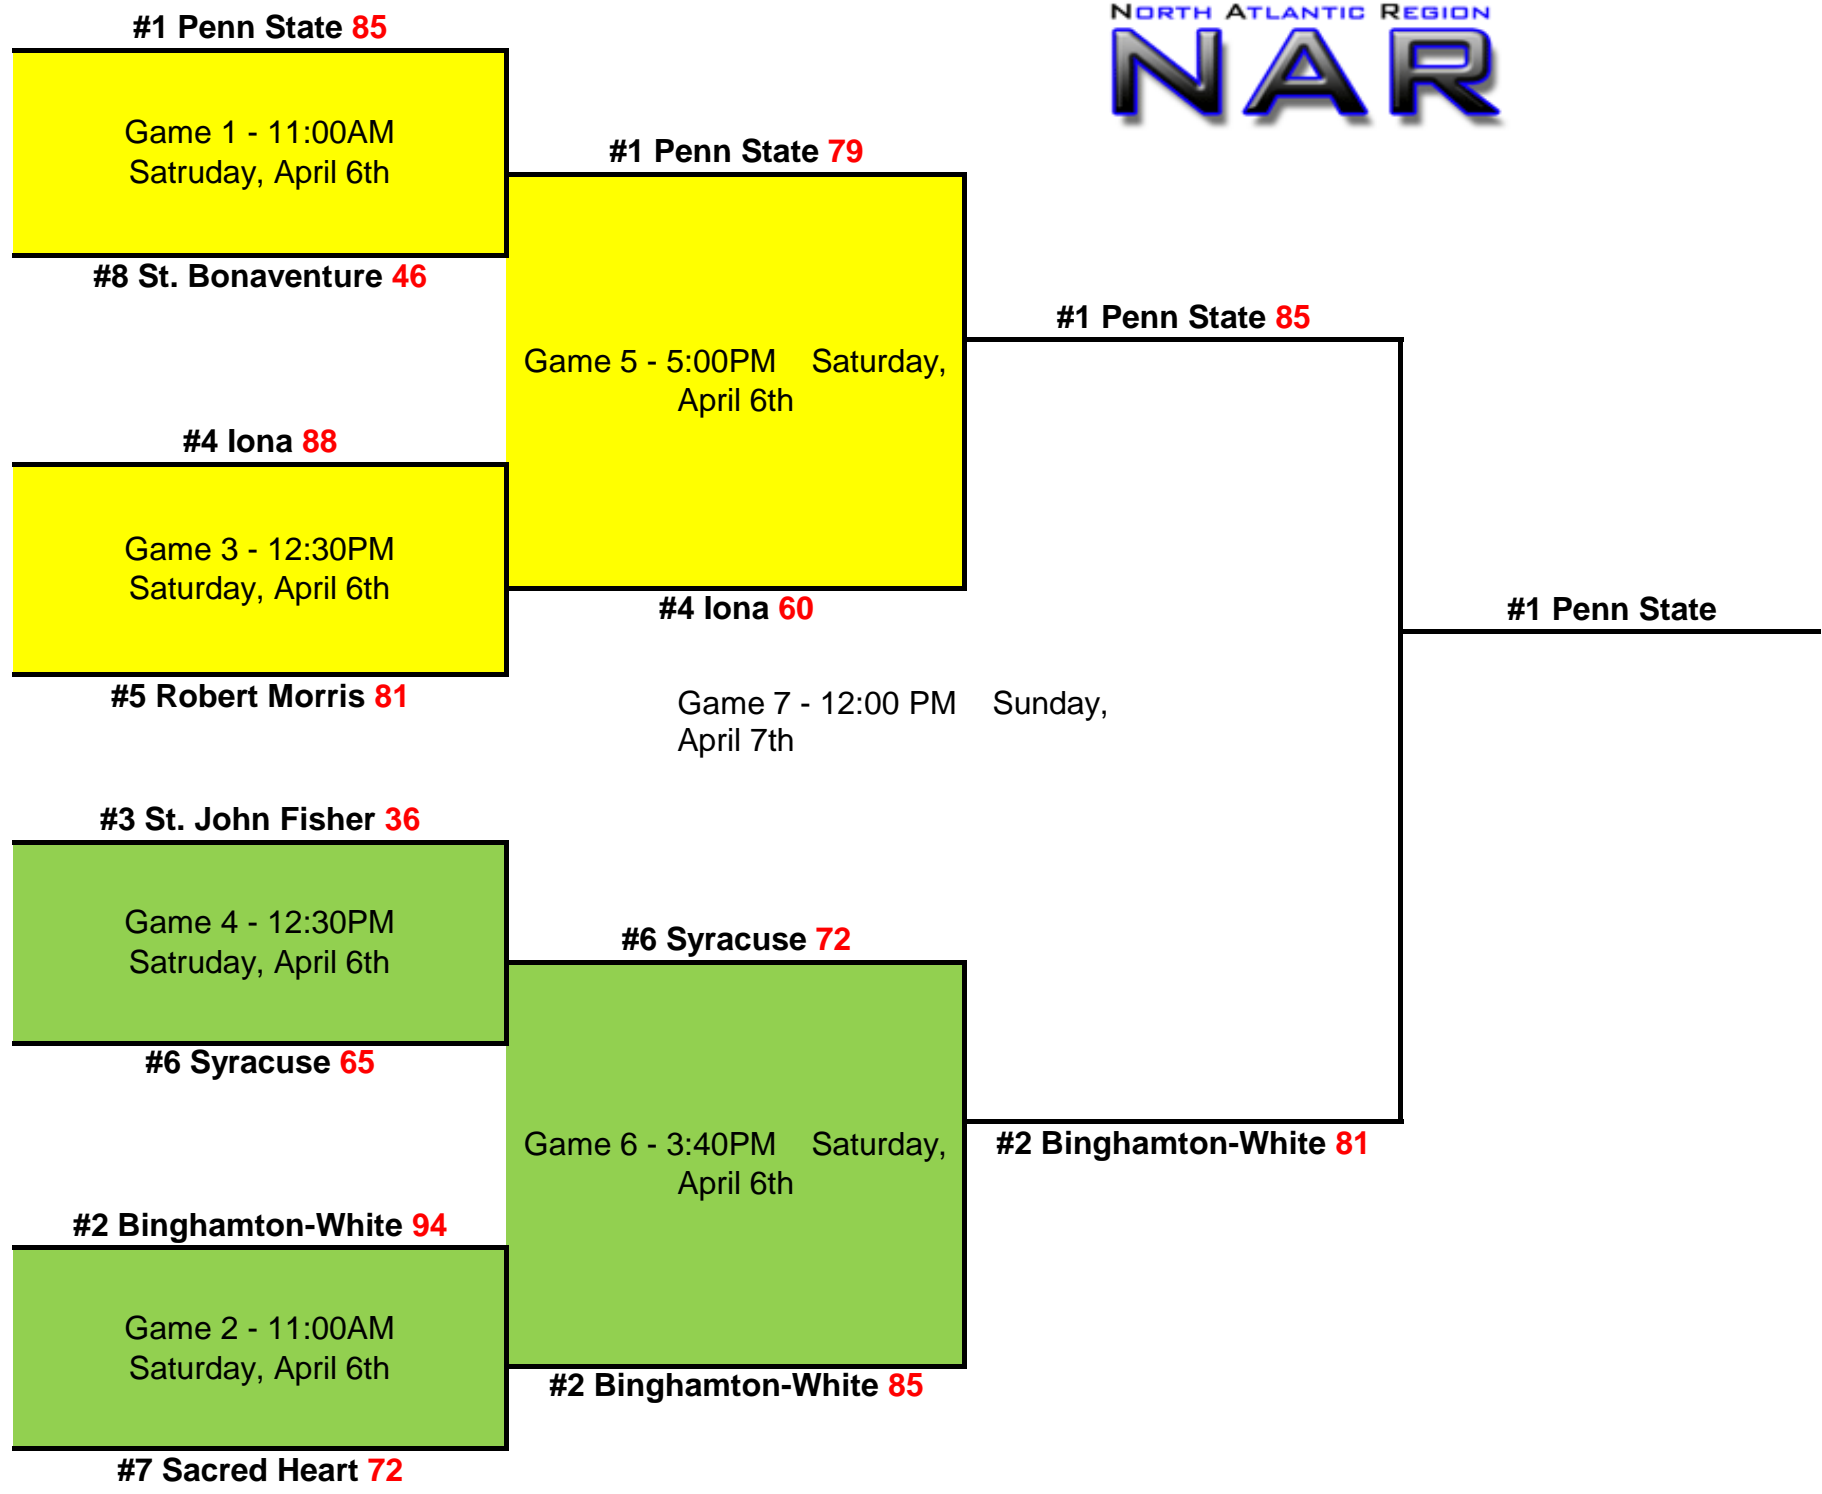 NORTH ATLANTIC REGION
NAR
#1 Penn State 85
Game 1 - 11:00AM
Satruday, April 6th
#8 St. Bonaventure 46
#1 Penn State 79
Game 5 - 5:00PM Saturday,
April 6th
#4 Iona 88
Game 3 - 12:30PM
Saturday, April 6th
#5 Robert Morris 81
#4 Iona 60
#1 Penn State 85
#1 Penn State
Game 7 - 12:00 PM Sunday,
April 7th
#3 St. John Fisher 36
Game 4 - 12:30PM
Satruday, April 6th
#6 Syracuse 65
#6 Syracuse 72
Game 6 - 3:40PM Saturday,
April 6th
#2 Binghamton-White 81
#2 Binghamton-White 94
Game 2 - 11:00AM
Saturday, April 6th
#2 Binghamton-White 85
#7 Sacred Heart 72